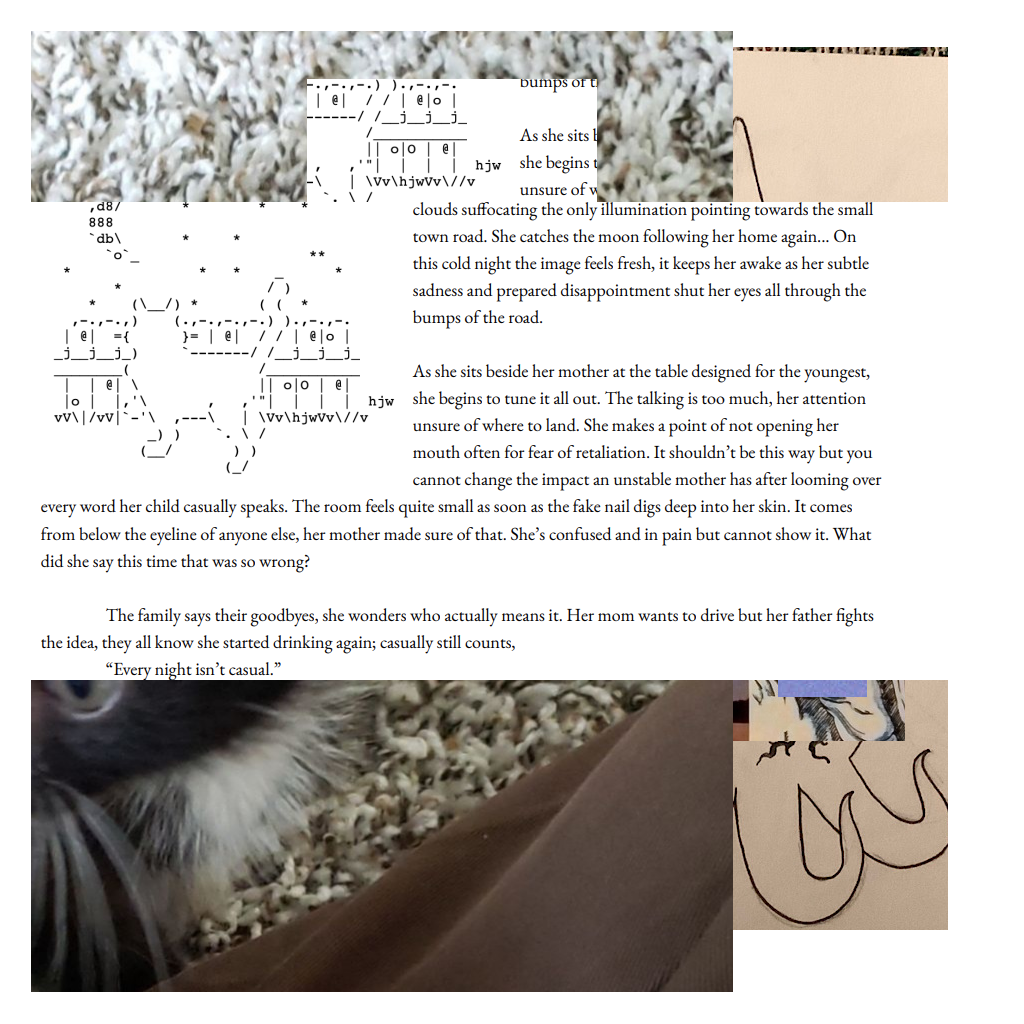 bumps of
As she sits
hjw
she begins
unsure of
clouds suffocating the only illumination pointing towards the small
town road. She catches the moon following her home again... On
this cold night the image feels fresh, it keeps her awake as her subtle
sadness and prepared disappointment shut her eyes all through the
bumps of the road.
As she sits beside her mother at the table designed for the youngest,
hjw
she begins to tune it all out. The talking is too much, her attention
unsure of where to land. She makes a point of not opening her
mouth often for fear of retaliation. It shouldn’t be this way but you
cannot change the impact an unstable mother has after looming over
every word her child casually speaks. The room feels quite small as soon as the fake nail digs deep into her skin. It comes
from below the eyeline of anyone else, her mother made sure of that. She’s confused and in pain but cannot show it. What
did she say this time that was so wrong?
The family says their goodbyes, she wonders who actually means it. Her mom wants to drive but her father fights
the idea, they all know she started drinking again; casually still counts,
“Every night isn’t casual.”